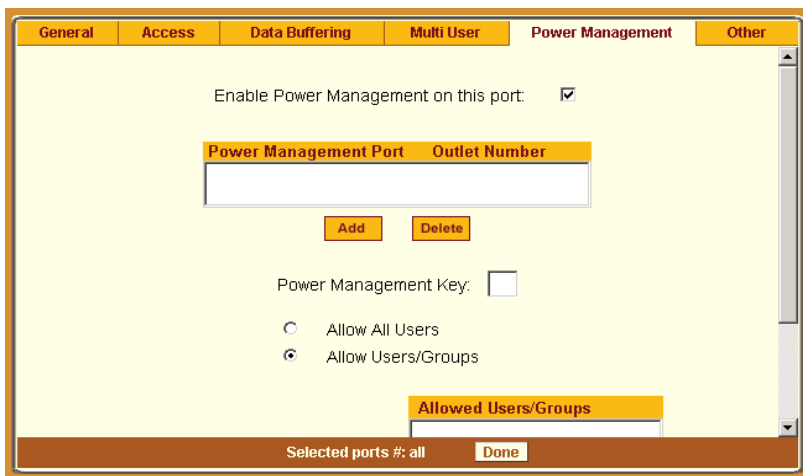 General Access Data Buffering Multi User Power Management Other
Enable Power Management on this port:
Power Management Port Outlet Number
Add Delete
Power Management Key:
Allow All Users
Allow Users/Groups
Allowed Users/Groups
Selected ports #: all Done